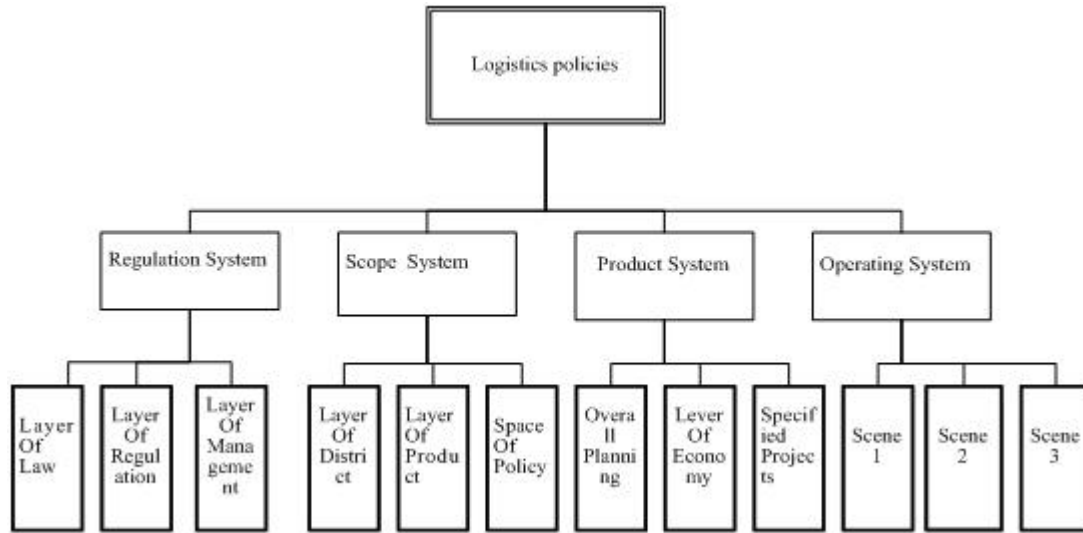 Logistics policies
Regulation System
Scope System
Product System
Operating System
Layer
Of
Law
Layer
Of
Regul
ation
Layer
Of
Mana
geme
nt
Layer
Of
Distri
ct
Layer
Of
Produ
ct
Space
Of
Policy
Overa
ll
Planni
ng
Lever
Of
Econo
my
Specif
ied
Projec
ts
Scene
1
Scene
2
Scene
3